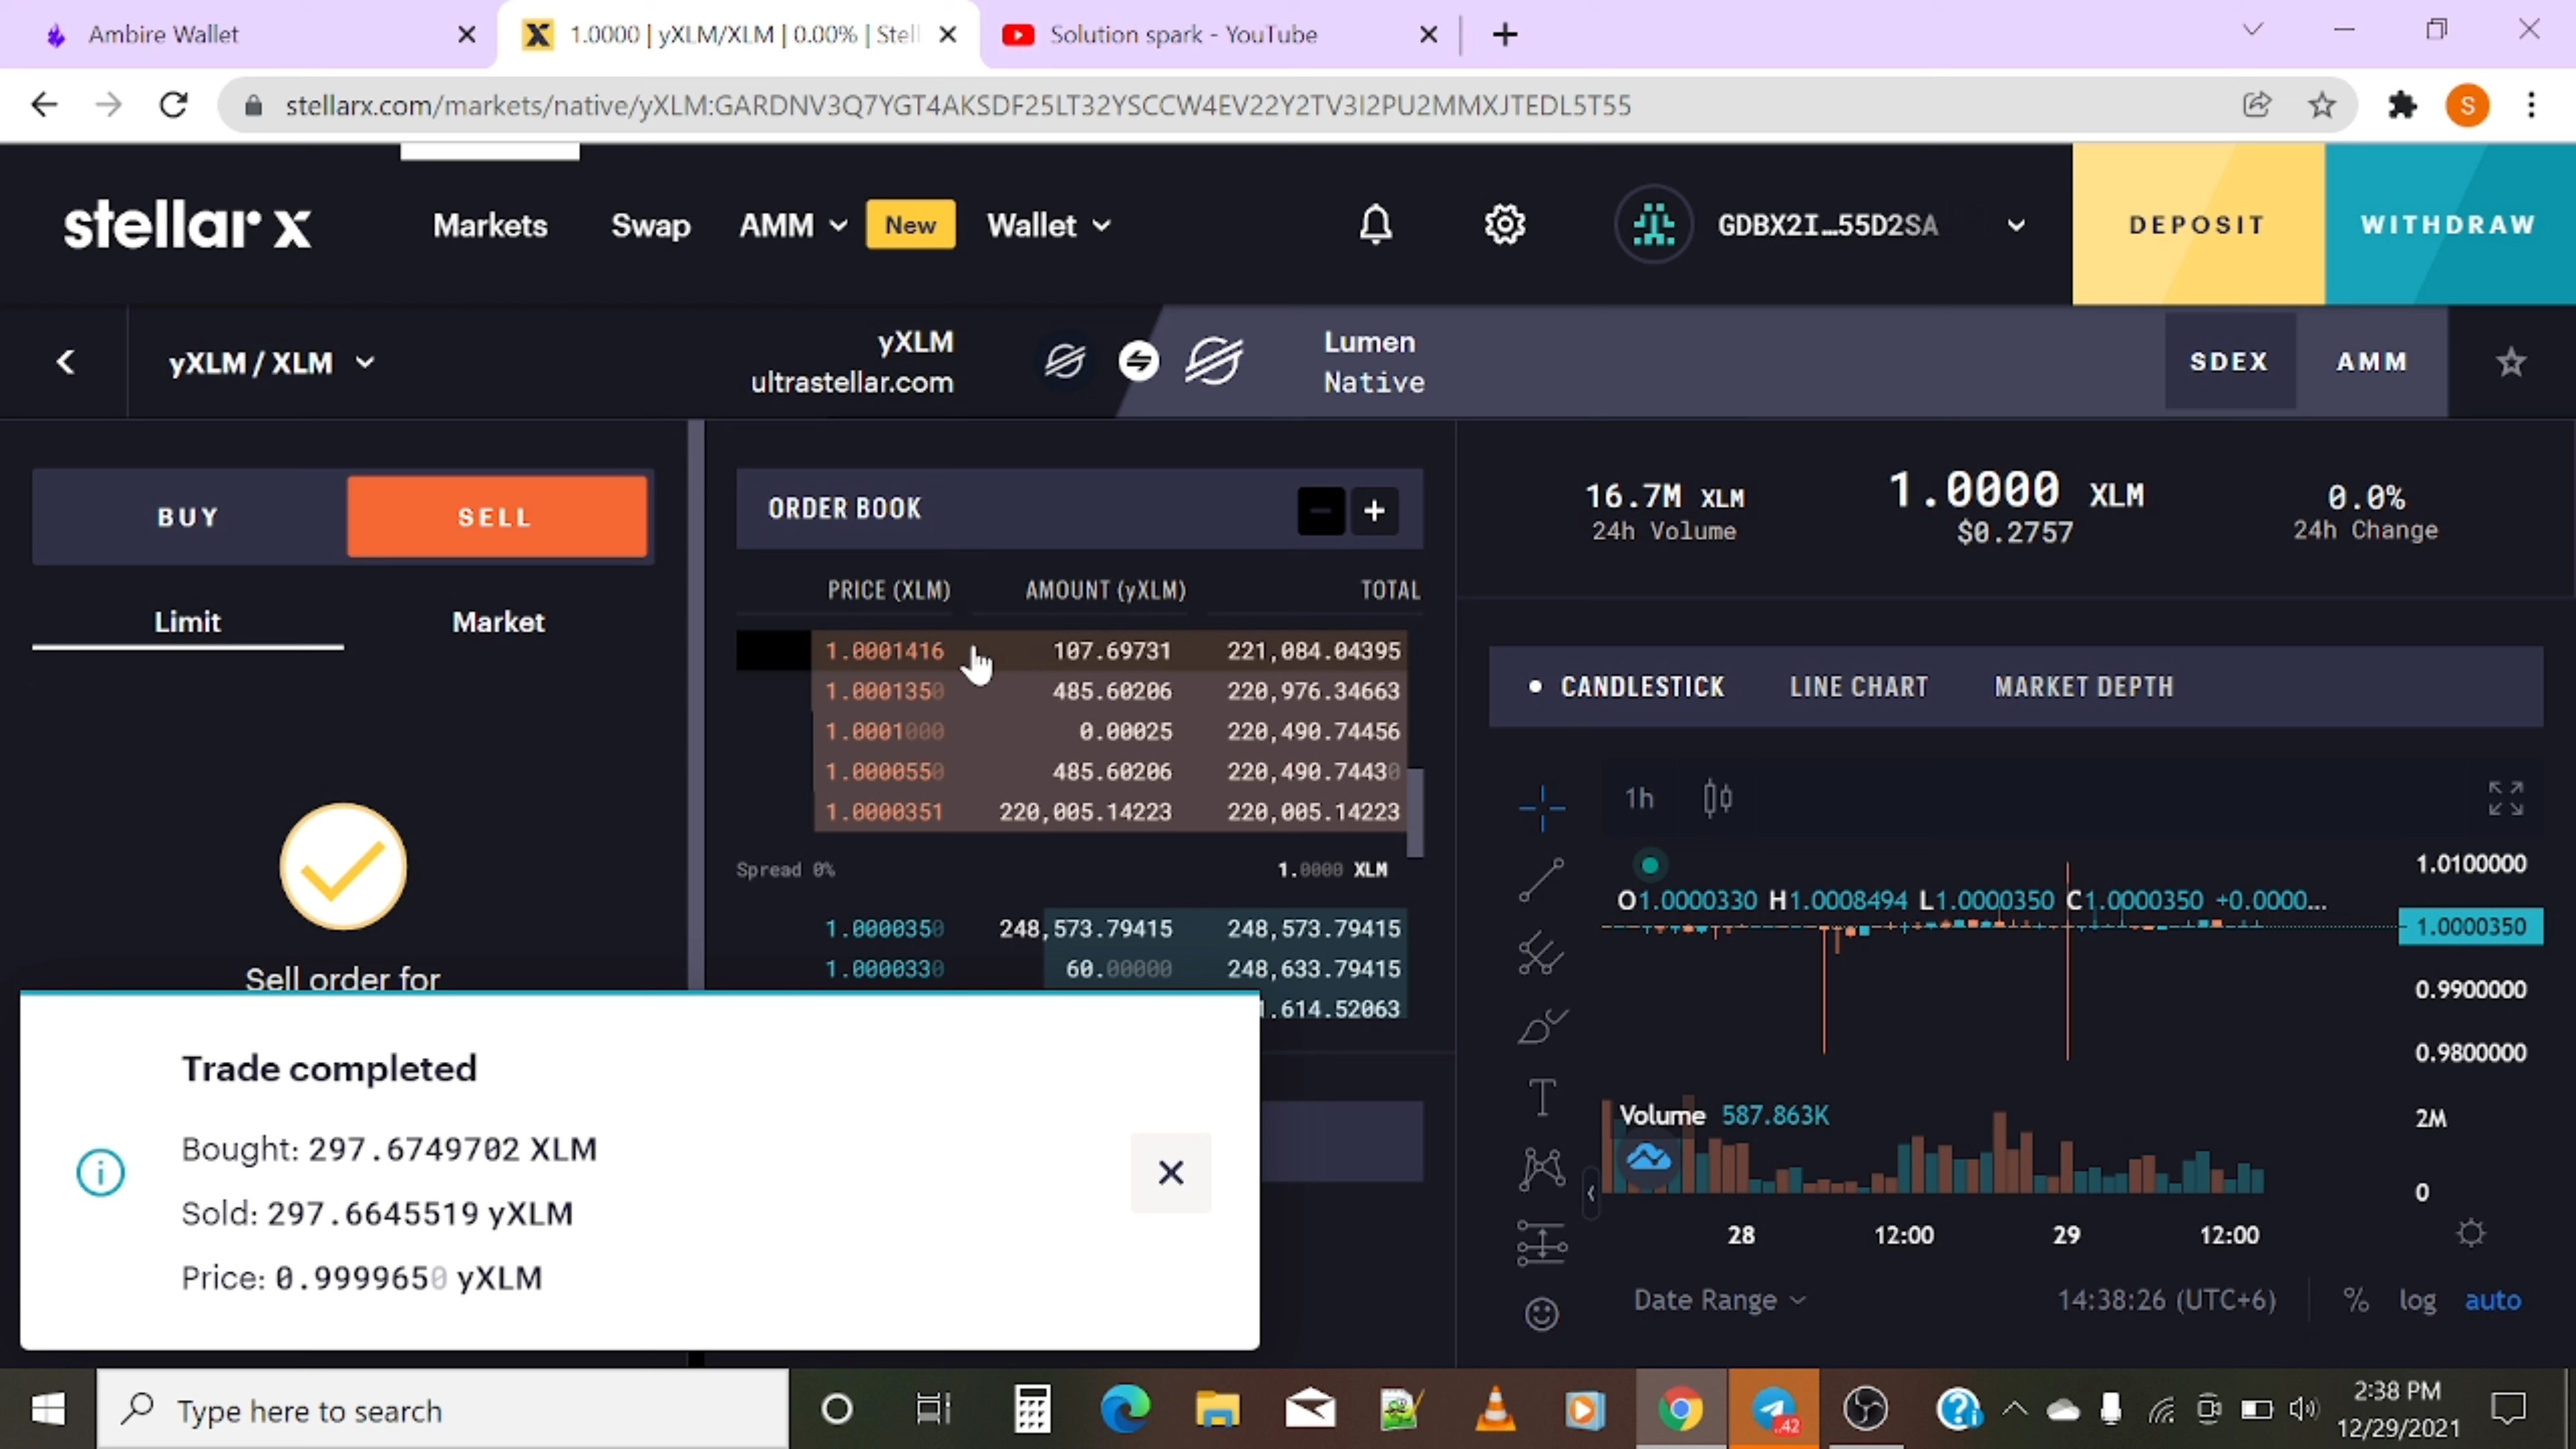 Ambire Wallet
1.0000 | yXLM/XLM | 0.00% | Stell
Solution spark - YouTube
stellarx.com/markets/native/yXLM:GARDNV3Q7YGT4AKSDF25LT32YSCCW4EV22Y2TV3I2PU2MMXJTEDL5T55
S
stellar x
Markets
Swap
AMM
New
Wallet
GDBX2I...55D2SA
DEPOSIT
WITHDRAW
yXLM / XLM
yXLM
ultrastellar.com
Lumen
Native
SDEX
AMM
BUY
SELL
Limit
Market
Sell order for
ORDER BOOK
PRICE (XLM) AMOUNT (yXLM) TOTAL
1.0001416 107.69731 221,084.04395
1.0001350 485.60206 220,976.34663
1.0001000 0.00025 220,490.74456
1.0000550 485.60206 220,490.74430
1.0000351 220,005.14223 220,005.14223
Spread 0% 1.0000 XLM
1.0000350 248,573.79415 248,573.79415
1.0000330 60.00000 248,633.79415
.614.52063
16.7M XLM
24h Volume
1.0000 XLM
$0.2757
0.0%
24h Change
CANDLESTICK
LINE CHART
MARKET DEPTH
1h
O1.0000330 H1.0008494 L1.0000350 C1.0000350 +0.0000...
1.0100000
1.0000350
0.9900000
0.9800000
Volume 587.863K
2M
0
28 12:00 29 12:00
Date Range
14:38:26 (UTC+6)
% log auto
Trade completed
Bought: 297.6749702 XLM
Sold: 297.6645519 yXLM
Price: 0.9999650 yXLM
Type here to search
..42
2:38 PM
12/29/2021